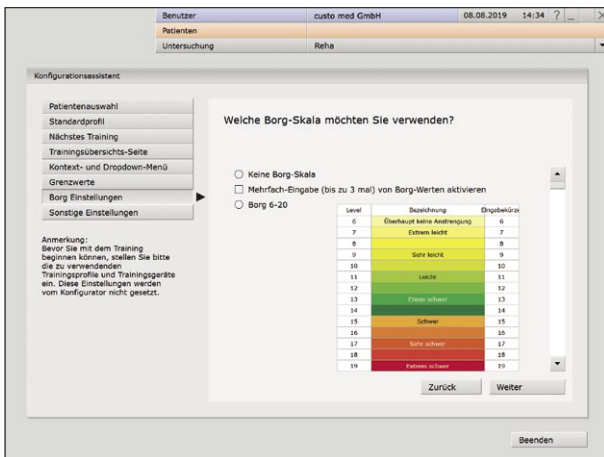 Benutzer custo med GmbH 08.08.2019 14:34 ? _ X
Patienten
Untersuchung Reha
Konfigurationsassistent
Patientenauswahl
Standardprofil
Nächstes Training
Trainingsübersichts-Seite
Kontext- und Dropdown-Menü
Grenzwerte
Borg Einstellungen
Sonstige Einstellungen
Anmerkung:
Bevor Sie mit dem Training
beginnen können, stellen Sie bitte
die zu verwendenden
Trainingsprofile und Trainingsgeräte
ein. Diese Einstellungen werden
vom Konfigurator nicht gesetzt.
Welche Borg-Skala möchten Sie verwenden?
Keine Borg-Skala
Mehrfach-Eingabe (bis zu 3 mal) von Borg-Werten aktivieren
Borg 6-20
Level Bezeichnung Eingabekürze
6 Überhaupt keine Anstrengung 6
7 Extrem leicht 7
8 8
9 Sehr leicht 9
10 10
11 Leicht 11
12 12
13 Etwas schwer 13
14 14
15 Schwer 15
16 16
17 Sehr schwer 17
18 18
19 Extrem schwer 19
Zurück Weiter
Beenden